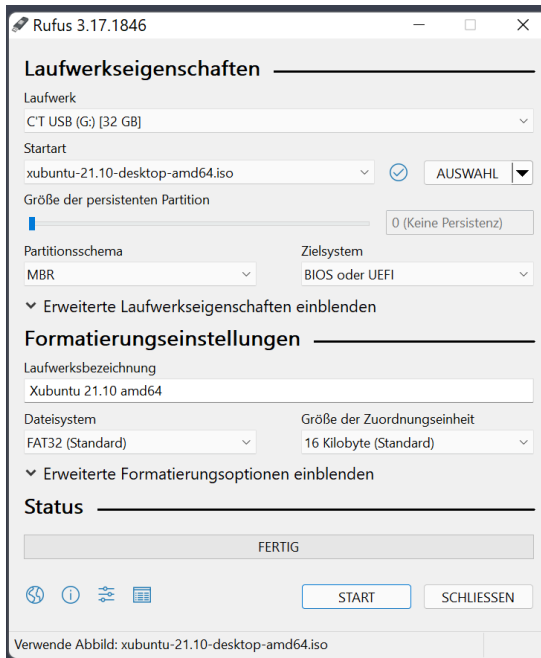 Rufus 3.17.1846
Laufwerkseigenschaften
Laufwerk
C'T USB (G:) [32 GB]
Startart
xubuntu-21.10-desktop-amd64.iso
AUSWAHL
Größe der persistenten Partition
0 (Keine Persistenz)
Partitionsschema
Zielsystem
MBR
BIOS oder UEFI
Erweiterte Laufwerkseigenschaften einblenden
Formatierungseinstellungen
Laufwerksbezeichnung
Xubuntu 21.10 amd64
Dateisystem
Größe der Zuordnungseinheit
FAT32 (Standard)
16 Kilobyte (Standard)
Erweiterte Formatierungsoptionen einblenden
Status
FERTIG
START
SCHLIESSEN
Verwende Abbild: xubuntu-21.10-desktop-amd64.iso